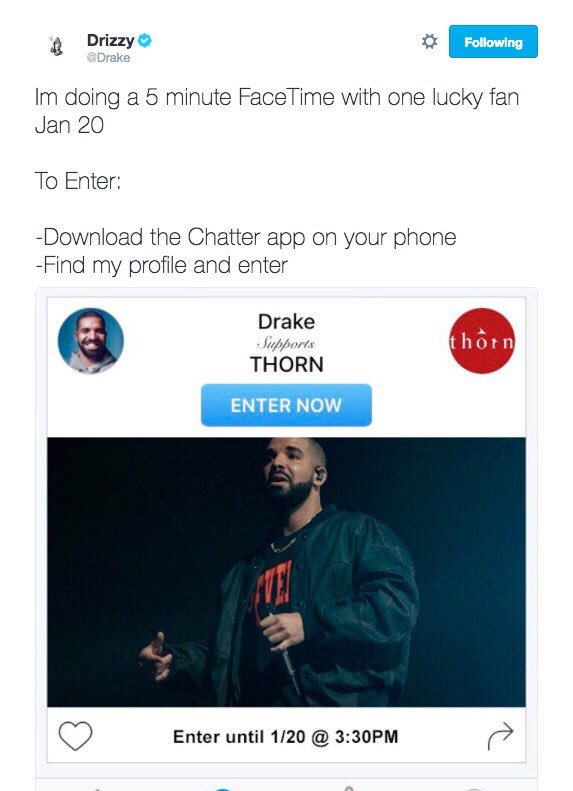 Drizzy
@Drake
Following
Im doing a 5 minute FaceTime with one lucky fan
Jan 20
To Enter:
-Download the Chatter app on your phone
-Find my profile and enter
Drake
Supports
THORN
thorn
ENTER NOW
Enter until 1/20 @ 3:30PM